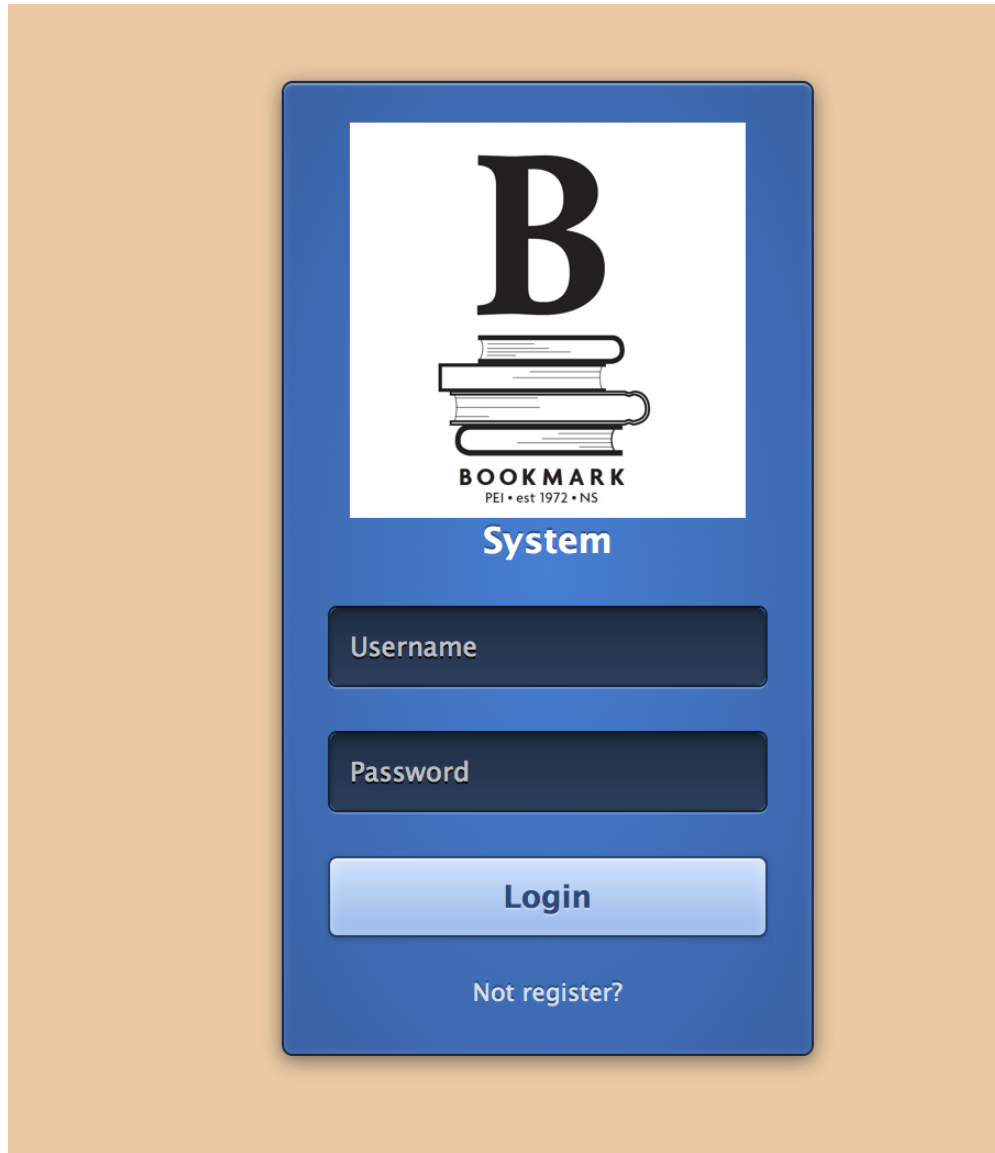 B
BOOKMARK
PEI • est 1972 • NS
System
Username
Password
Login
Not register?